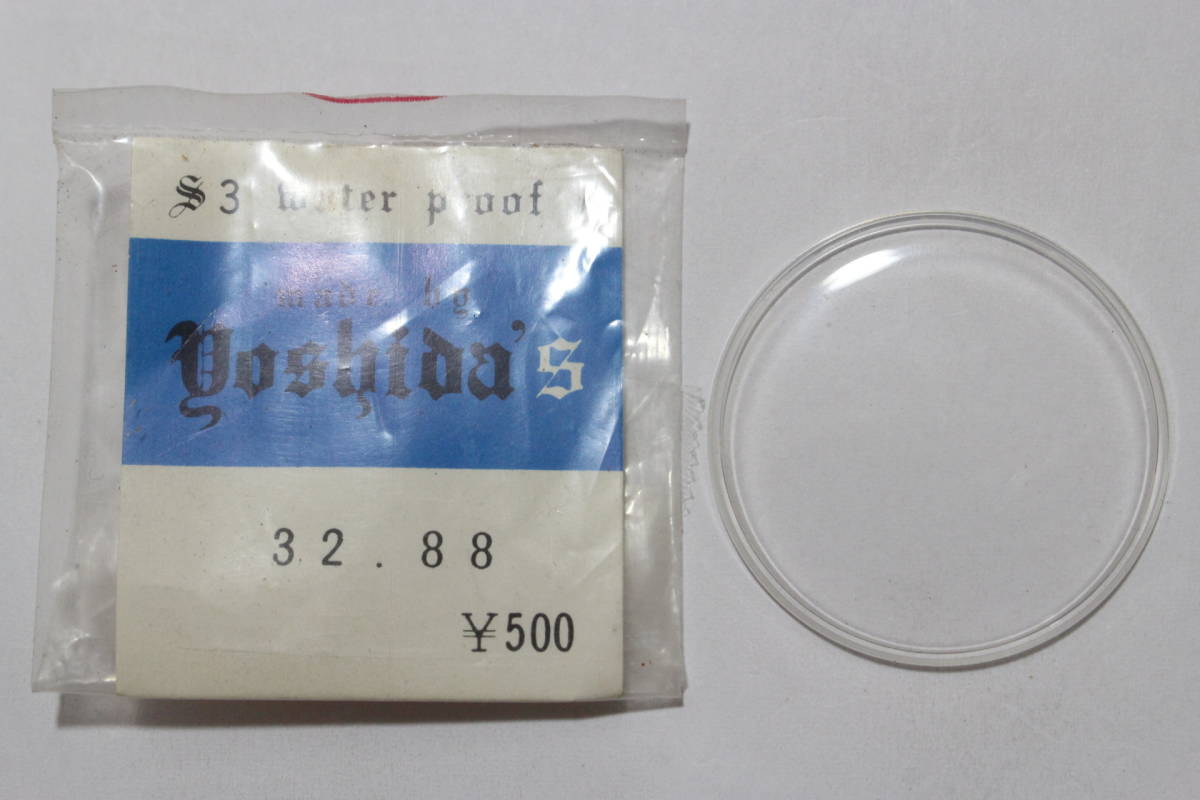 S3 water proof
made by
Yoshida's
32.88
¥500